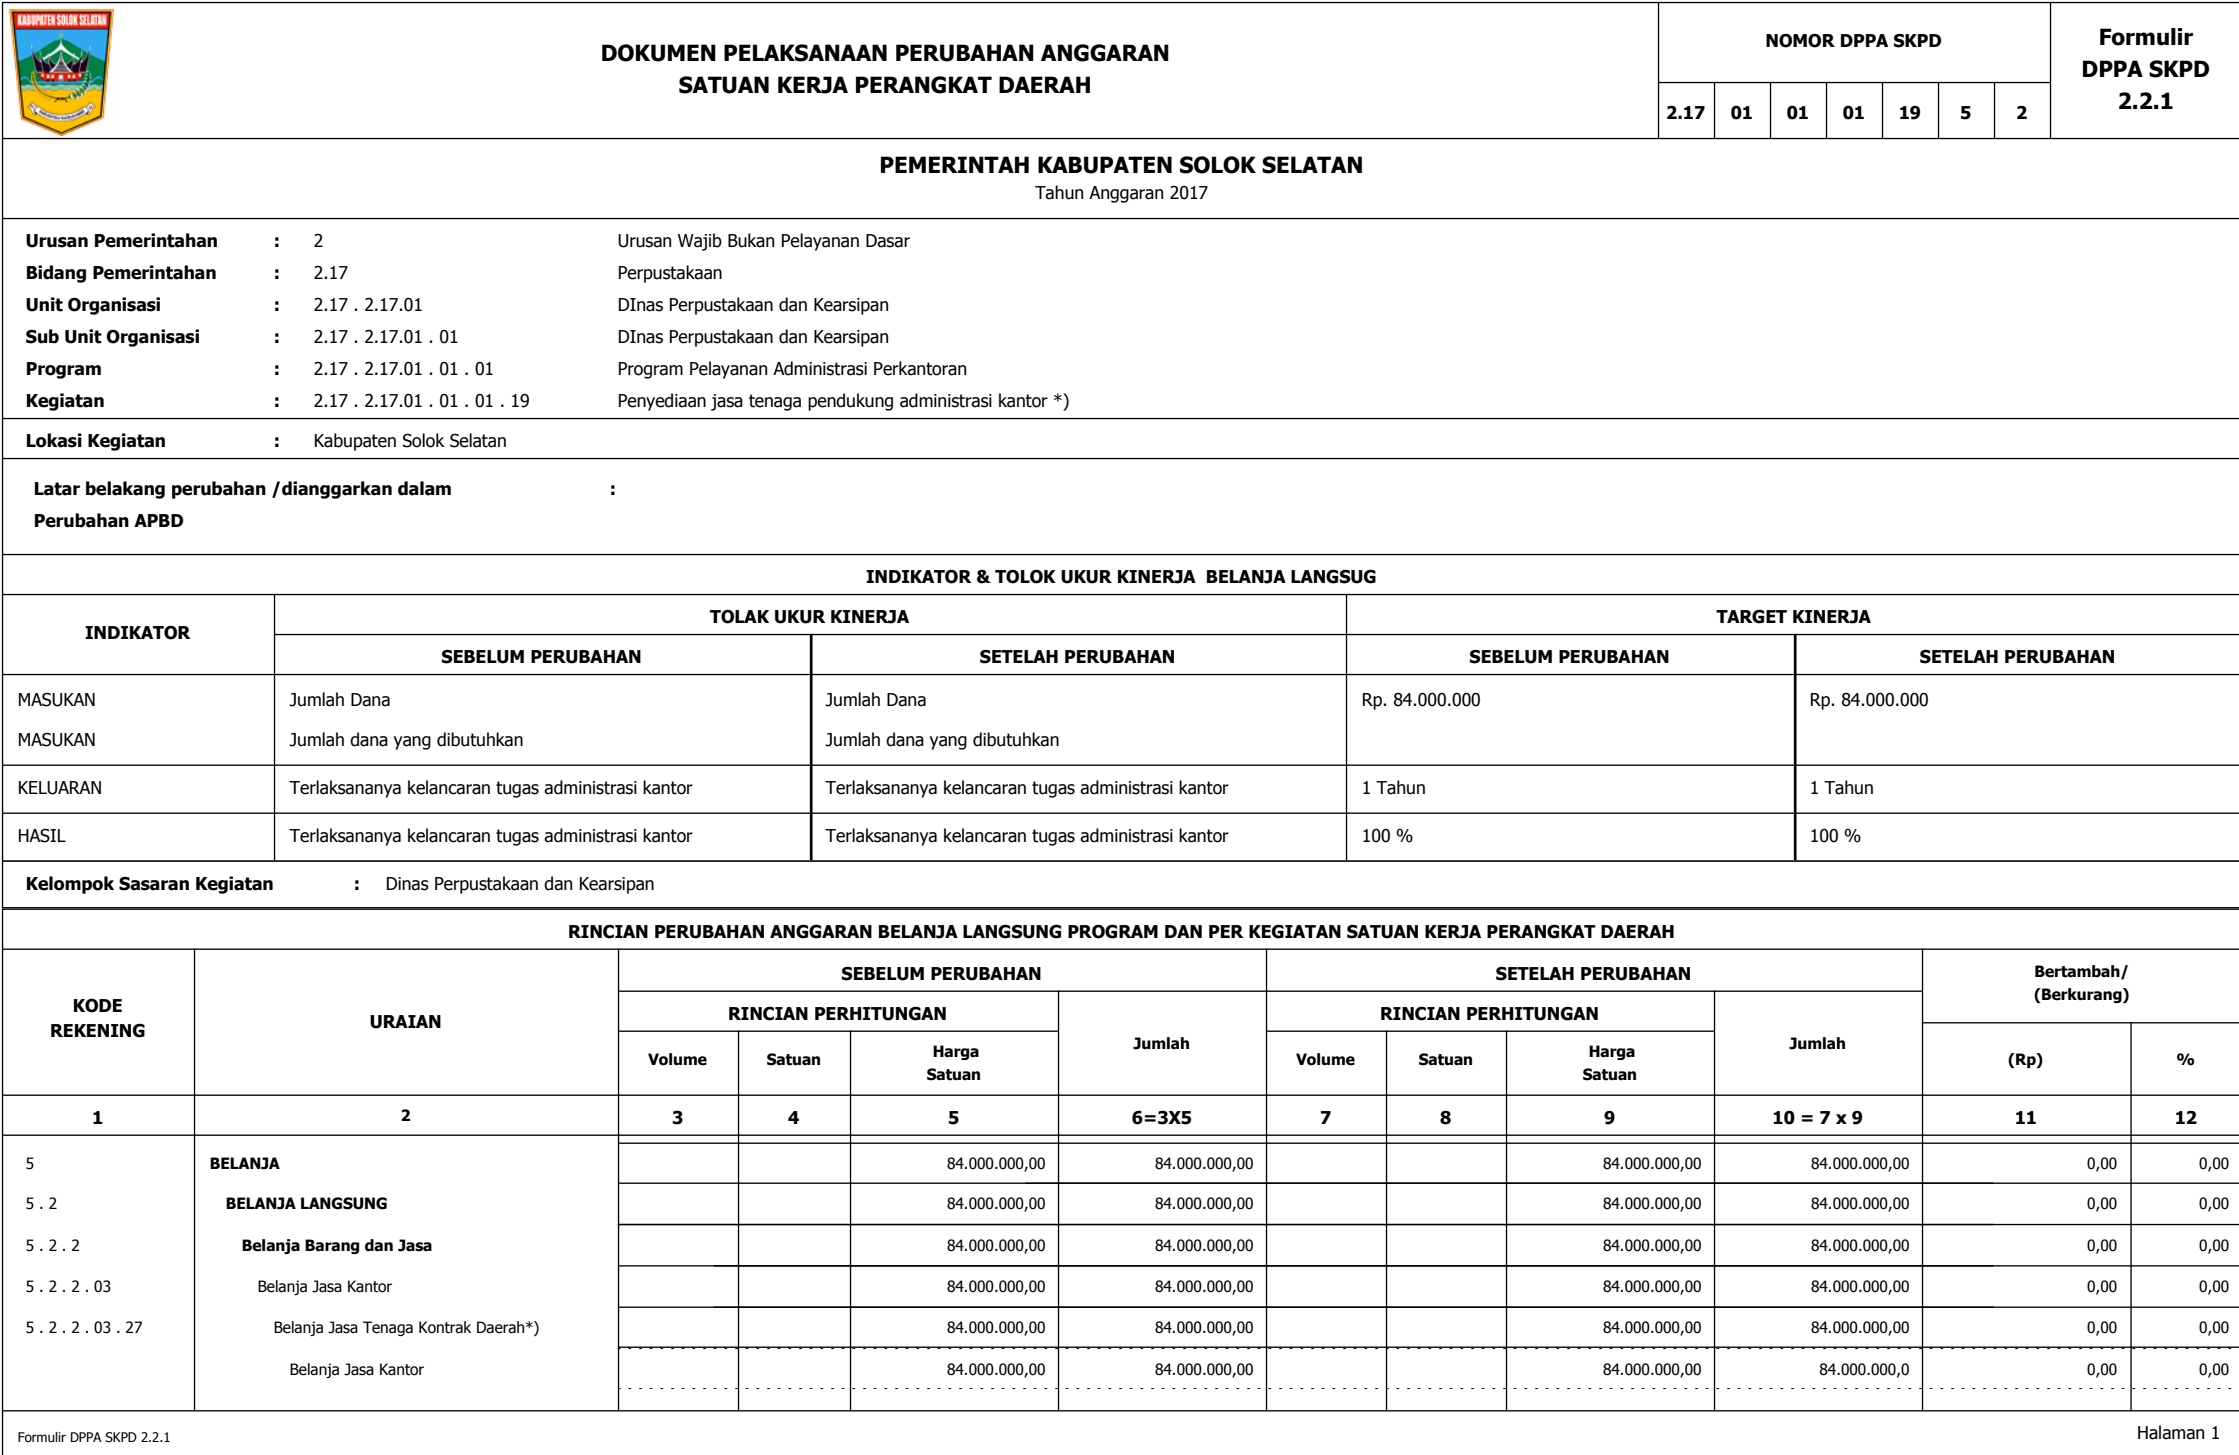 KABUPATEN SOLOK SELATAN
DOKUMEN PELAKSANAAN PERUBAHAN ANGGARAN
SATUAN KERJA PERANGKAT DAERAH
NOMOR DPPA SKPD
2.17 01 01 01 19 5 2
Formulir
DPPA SKPD
2.2.1
PEMERINTAH KABUPATEN SOLOK SELATAN
Tahun Anggaran 2017
Urusan Pemerintahan : 2 Urusan Wajib Bukan Pelayanan Dasar
Bidang Pemerintahan : 2.17 Perpustakaan
Unit Organisasi : 2.17 . 2.17.01 DInas Perpustakaan dan Kearsipan
Sub Unit Organisasi : 2.17 . 2.17.01 . 01 DInas Perpustakaan dan Kearsipan
Program : 2.17 . 2.17.01 . 01 . 01 Program Pelayanan Administrasi Perkantoran
Kegiatan : 2.17 . 2.17.01 . 01 . 01 . 19 Penyediaan jasa tenaga pendukung administrasi kantor *)
Lokasi Kegiatan : Kabupaten Solok Selatan
Latar belakang perubahan /dianggarkan dalam :
Perubahan APBD
INDIKATOR & TOLOK UKUR KINERJA BELANJA LANGSUG
INDIKATOR TOLAK UKUR KINERJA TARGET KINERJA
SEBELUM PERUBAHAN SETELAH PERUBAHAN SEBELUM PERUBAHAN SETELAH PERUBAHAN
MASUKAN Jumlah Dana Jumlah Dana Rp. 84.000.000 Rp. 84.000.000
MASUKAN Jumlah dana yang dibutuhkan Jumlah dana yang dibutuhkan
KELUARAN Terlaksananya kelancaran tugas administrasi kantor Terlaksananya kelancaran tugas administrasi kantor 1 Tahun 1 Tahun
HASIL Terlaksananya kelancaran tugas administrasi kantor Terlaksananya kelancaran tugas administrasi kantor 100 % 100 %
Kelompok Sasaran Kegiatan : Dinas Perpustakaan dan Kearsipan
RINCIAN PERUBAHAN ANGGARAN BELANJA LANGSUNG PROGRAM DAN PER KEGIATAN SATUAN KERJA PERANGKAT DAERAH
KODE
REKENING
URAIAN
SEBELUM PERUBAHAN
RINCIAN PERHITUNGAN
Volume Satuan Harga
Satuan
Jumlah
SETELAH PERUBAHAN
RINCIAN PERHITUNGAN
Volume Satuan Harga
Satuan
Jumlah
Bertambah/
(Berkurang)
(Rp) %
1 2 3 4 5 6=3X5 7 8 9 10 = 7 x 9 11 12
5 BELANJA 84.000.000,00 84.000.000,00 84.000.000,00 84.000.000,00 0,00 0,00
5 . 2 BELANJA LANGSUNG 84.000.000,00 84.000.000,00 84.000.000,00 84.000.000,00 0,00 0,00
5 . 2 . 2 Belanja Barang dan Jasa 84.000.000,00 84.000.000,00 84.000.000,00 84.000.000,00 0,00 0,00
5 . 2 . 2 . 03 Belanja Jasa Kantor 84.000.000,00 84.000.000,00 84.000.000,00 84.000.000,00 0,00 0,00
5 . 2 . 2 . 03 . 27 Belanja Jasa Tenaga Kontrak Daerah*) 84.000.000,00 84.000.000,00 84.000.000,00 84.000.000,00 0,00 0,00
Belanja Jasa Kantor 84.000.000,00 84.000.000,00 84.000.000,00 84.000.000,0 0,00 0,00
Formulir DPPA SKPD 2.2.1
Halaman 1